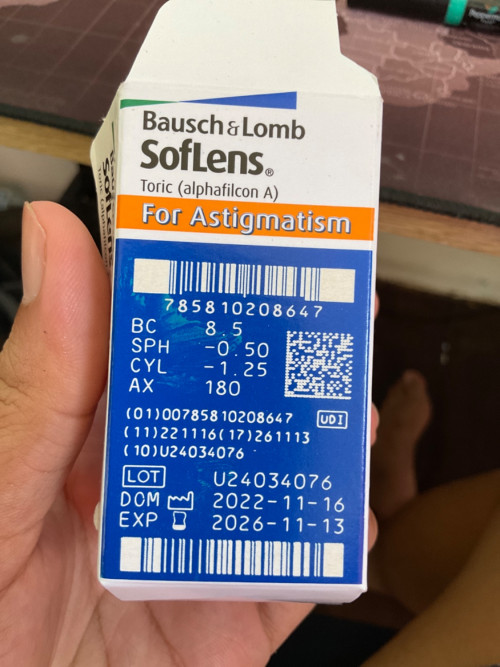 Bausch & Lomb
SofLens®
Toric (alphafilcon A)
For Astigmatism
785810208647
BC 8.5
SPH -0.50
CYL -1.25
AX 180
(01)00785810208647 UDI
(11)221116(17)261113
(10)U24034076
LOT U24034076
DOM 2022-11-16
EXP 2026-11-13